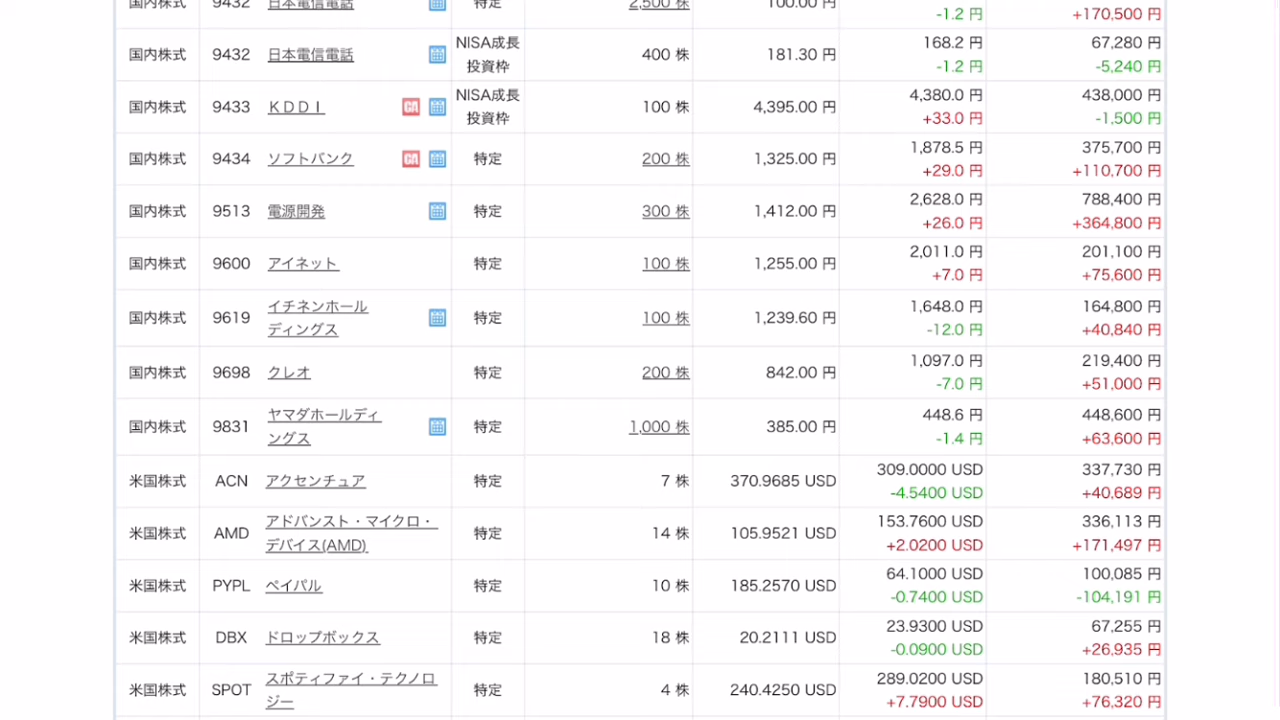 国内株式 9432 日本電信電話 特定 2,500 株 100.00 円
-1.2 円 +170,500 円
国内株式 9432 日本電信電話 NISA成長投資枠 400 株 181.30 円 168.2 円 67,280 円
-1.2 円 -5,240 円
国内株式 9433 ＫＤＤＩ GA NISA成長投資枠 100 株 4,395.00 円 4,380.0 円 438,000 円
+33.0 円 -1,500 円
国内株式 9434 ソフトバンク GA 特定 200 株 1,325.00 円 1,878.5 円 375,700 円
+29.0 円 +110,700 円
国内株式 9513 電源開発 特定 300 株 1,412.00 円 2,628.0 円 788,400 円
+26.0 円 +364,800 円
国内株式 9600 アイネット 特定 100 株 1,255.00 円 2,011.0 円 201,100 円
+7.0 円 +75,600 円
国内株式 9619 イチネンホールディングス 特定 100 株 1,239.60 円 1,648.0 円 164,800 円
-12.0 円 +40,840 円
国内株式 9698 クレオ 特定 200 株 842.00 円 1,097.0 円 219,400 円
-7.0 円 +51,000 円
国内株式 9831 ヤマダホールディングス 特定 1,000 株 385.00 円 448.6 円 448,600 円
-1.4 円 +63,600 円
米国株式 ACN アクセンチュア 特定 7 株 370.9685 USD 309.0000 USD 337,730 円
-4.5400 USD +40,689 円
米国株式 AMD アドバンスト・マイクロ・デバイス(AMD) 特定 14 株 105.9521 USD 153.7600 USD 336,113 円
+2.0200 USD +171,497 円
米国株式 PYPL ペイパル 特定 10 株 185.2570 USD 64.1000 USD 100,085 円
-0.7400 USD -104,191 円
米国株式 DBX ドロップボックス 特定 18 株 20.2111 USD 23.9300 USD 67,255 円
-0.0900 USD +26,935 円
米国株式 SPOT スポティファイ・テクノロジー 特定 4 株 240.4250 USD 289.0200 USD 180,510 円
+7.7900 USD +76,320 円